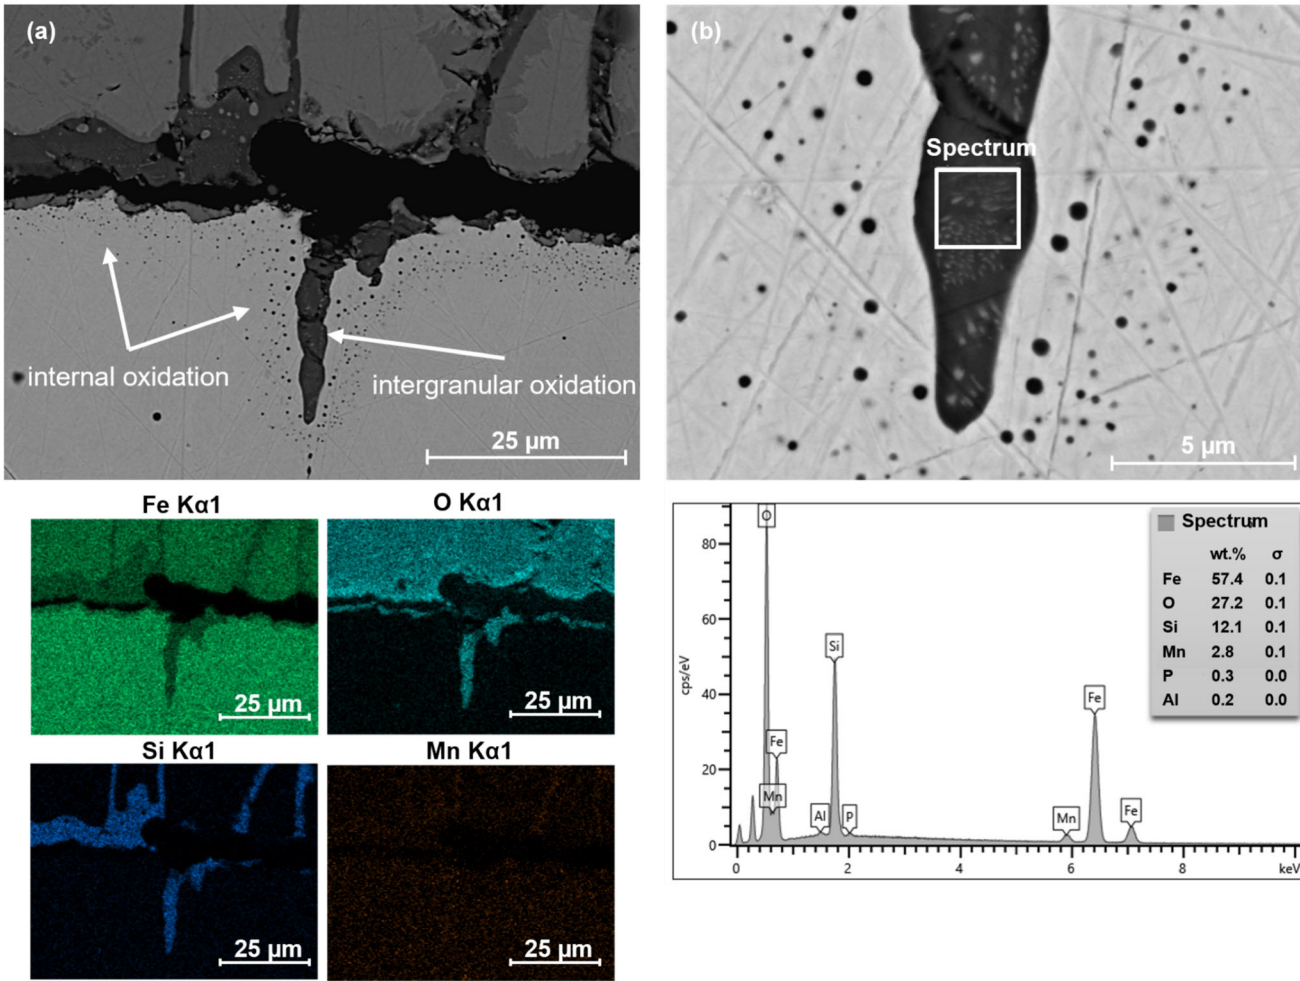 (a)
internal oxidation
intergranular oxidation
25 µm
(b)
Spectrum
5 µm
Fe Kα1
25 µm
O Kα1
25 µm
Si Kα1
25 µm
Mn Kα1
25 µm
cps/eV
80
60
40
20
0
O
Fe
Mn
Al
Si
P
Mn
Fe
Fe
0
2
4
6
8
keV
Spectrum
wt.% σ
Fe 57.4 0.1
O 27.2 0.1
Si 12.1 0.1
Mn 2.8 0.1
P 0.3 0.0
Al 0.2 0.0